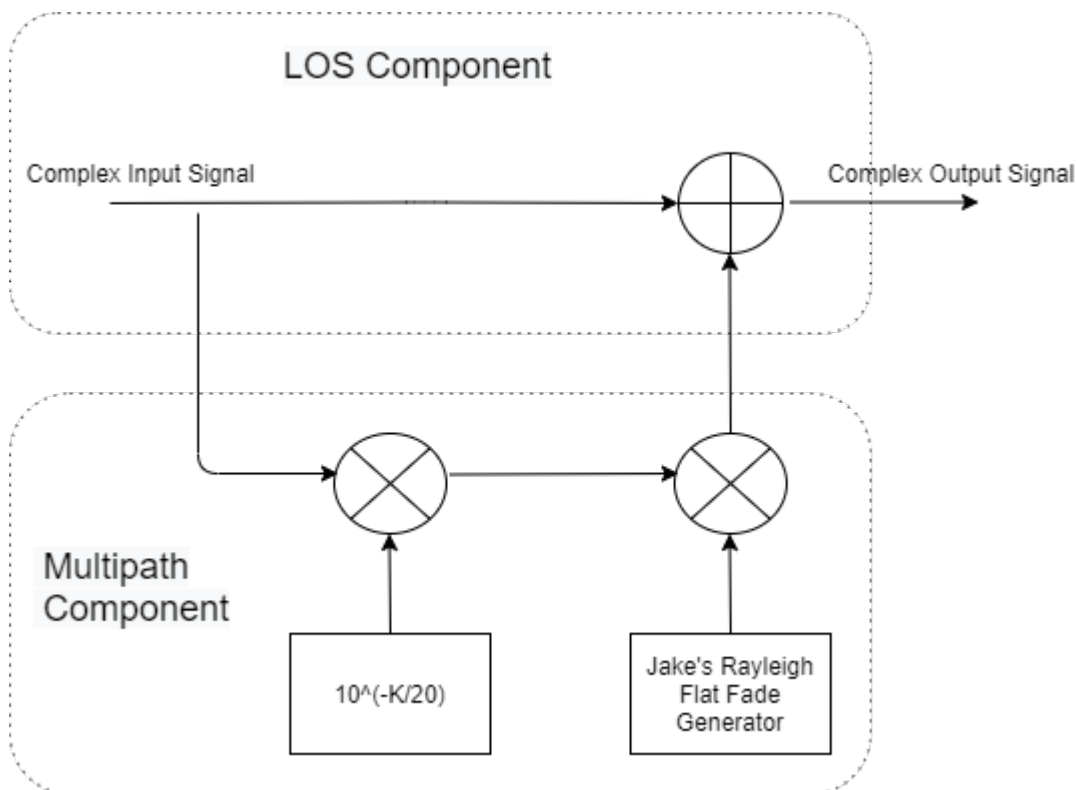 LOS Component
Complex Input Signal
Complex Output Signal
Multipath
Component
10^(-K/20)
Jake's Rayleigh
Flat Fade
Generator